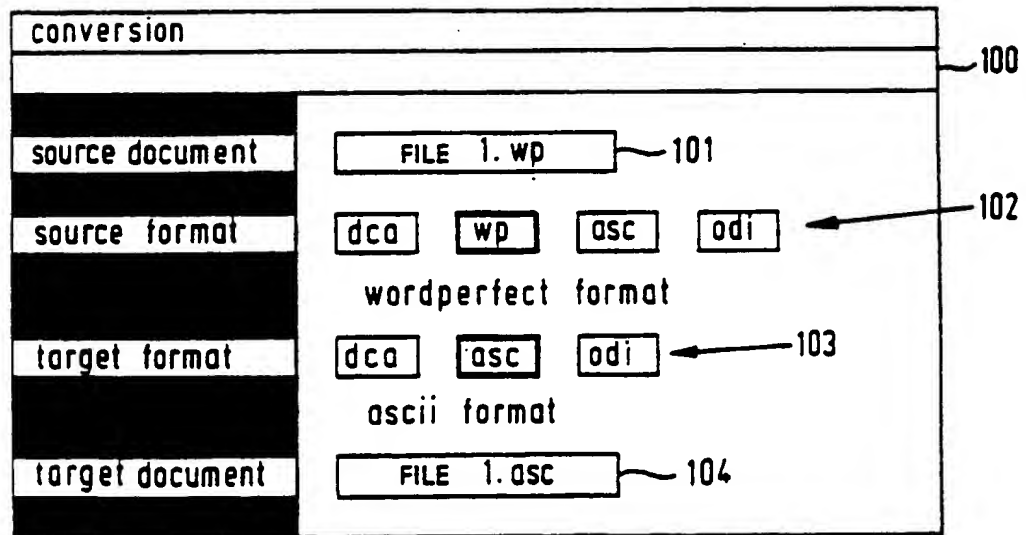 conversion
100
source document FILE 1.wp 101
source format dca wp asc odi 102
wordperfect format
target format dca asc odi 103
ascii format
target document FILE 1.asc 104